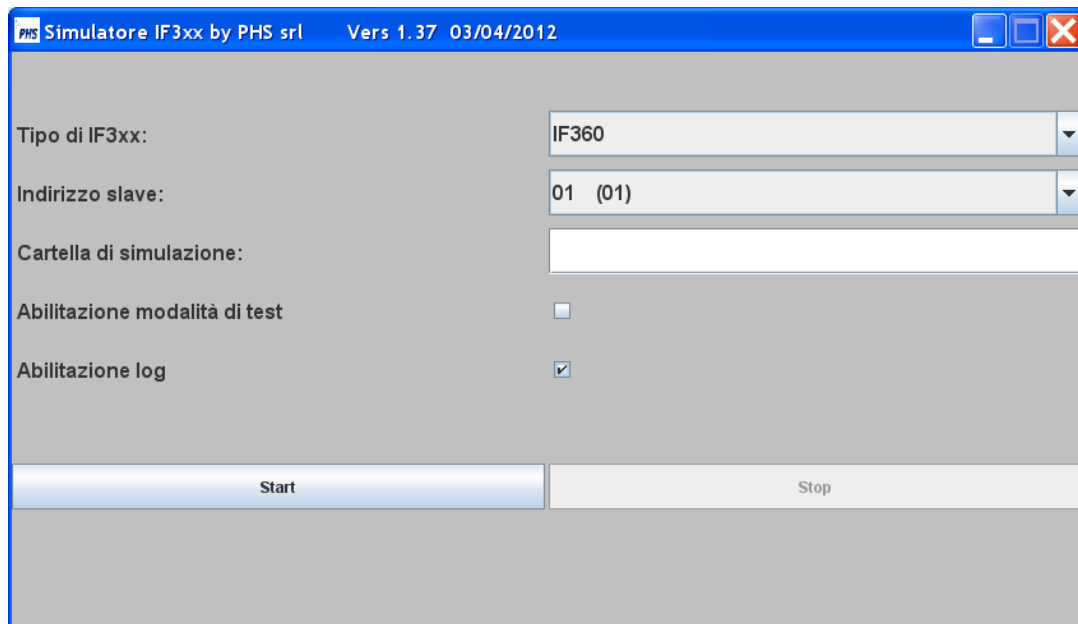 PHS Simulatore IF3xx by PHS srl Vers 1.37 03/04/2012
Tipo di IF3xx: IF360
Indirizzo slave: 01 (01)
Cartella di simulazione:
Abilitazione modalità di test
Abilitazione log
Start Stop